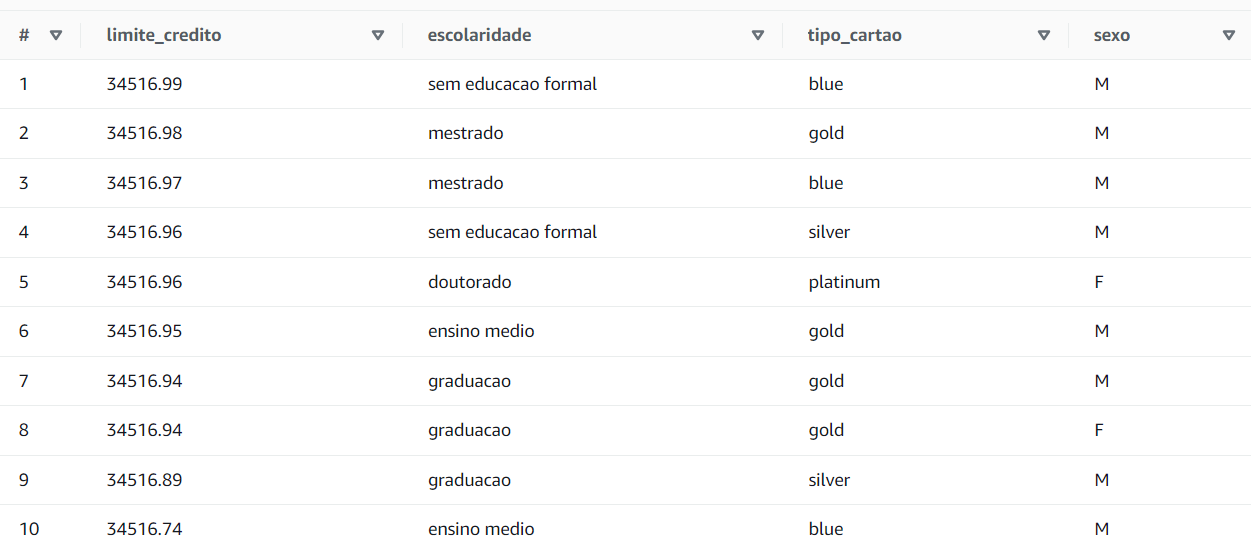 # limite_credito escolaridade tipo_cartao sexo
1 34516.99 sem educacao formal blue M
2 34516.98 mestrado gold M
3 34516.97 mestrado blue M
4 34516.96 sem educacao formal silver M
5 34516.96 doutorado platinum F
6 34516.95 ensino medio gold M
7 34516.94 graduacao gold M
8 34516.94 graduacao gold F
9 34516.89 graduacao silver M
10 34516.74 ensino medio blue M